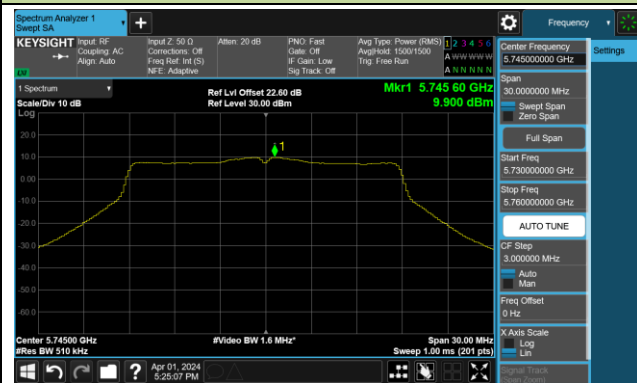 Spectrum Analyzer 1
Swept SA
Frequency
KEYSIGHT
Input: RF
Coupling: AC
Align: Auto
Input Z: 50 Ω
Corrections: Off
Freq Ref: Int (S)
NFE: Adaptive
Atten: 20 dB
PNO: Fast
Gate: Off
IF Gain: Low
Sig Track: Off
Avg Type: Power (RMS)
Avg|Hold: 1500/1500
Trig: Free Run
1 2 3 4 5 6
A W W W W W
A N N N N N
LXI
1 Spectrum
Scale/Div 10 dB
Log
Ref Lvl Offset 22.60 dB
Ref Level 30.00 dBm
Mkr1 5.745 60 GHz
9.900 dBm
1
20.0
10.0
0.00
-10.0
-20.0
-30.0
-40.0
-50.0
-60.0
Center 5.74500 GHz
#Res BW 510 kHz
#Video BW 1.6 MHz*
Span 30.00 MHz
Sweep 1.00 ms (201 pts)
Apr 01, 2024
5:25:07 PM
Center Frequency
5.745000000 GHz
Settings
Span
30.0000000 MHz
Swept Span
Zero Span
Full Span
Start Freq
5.730000000 GHz
Stop Freq
5.760000000 GHz
AUTO TUNE
CF Step
3.000000 MHz
Auto
Man
Freq Offset
0 Hz
X Axis Scale
Log
Lin
Signal Track
(Span Zoom)